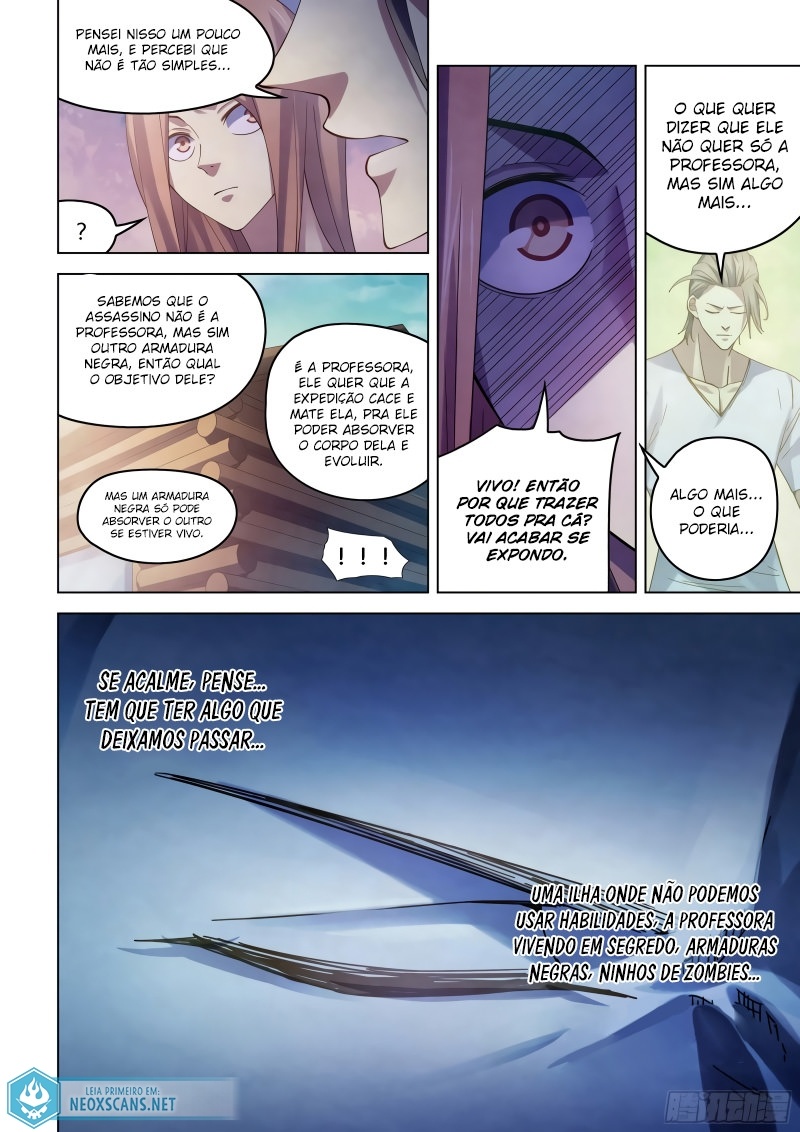 PENSEI NISSO UM POUCO
MAIS, E PERCEBI QUE
NÃO É TÃO SIMPLES...
?
SABEMOS QUE O
ASSASSINO NÃO É A
PROFESSORA, MAS SIM
OUTRO ARMADURA
NEGRA, ENTÃO QUAL
O OBJETIVO DELE?
É A PROFESSORA,
ELE QUER QUE A
EXPEDIÇÃO CACE E
MATE ELA, PRA ELE
PODER ABSORVER
O CORPO DELA E
EVOLUIR.
MAS UM ARMADURA
NEGRA SÓ PODE
ABSORVER O OUTRO
SE ESTIVER VIVO.
! ! !
VIVO! ENTÃO
POR QUE TRAZER
TODOS PRA CÁ?
VAI ACABAR SE
EXPONDO.
O QUE QUER
DIZER QUE ELE
NÃO QUER SÓ A
PROFESSORA,
MAS SIM ALGO
MAIS...
ALGO MAIS...
O QUE
PODERIA...
SE ACALME, PENSE...
TEM QUE TER ALGO QUE
DEIXAMOS PASSAR...
UMA ILHA ONDE NÃO PODEMOS
USAR HABILIDADES, A PROFESSORA
VIVENDO EM SEGREDO, ARMADURAS
NEGRAS, NINHOS DE ZOMBIES...
LEIA PRIMEIRO EM:
NEOXSCANS.NET
腾讯动漫